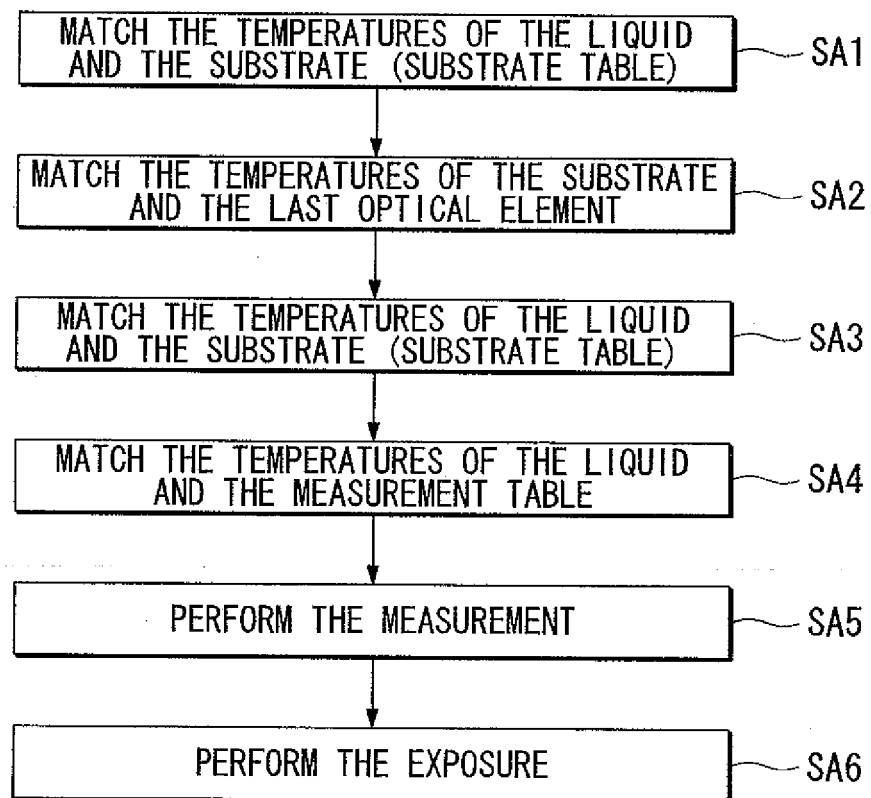 MATCH THE TEMPERATURES OF THE LIQUID
AND THE SUBSTRATE (SUBSTRATE TABLE)
SA1
MATCH THE TEMPERATURES OF THE SUBSTRATE
AND THE LAST OPTICAL ELEMENT
SA2
MATCH THE TEMPERATURES OF THE LIQUID
AND THE SUBSTRATE (SUBSTRATE TABLE)
SA3
MATCH THE TEMPERATURES OF THE LIQUID
AND THE MEASUREMENT TABLE
SA4
PERFORM THE MEASUREMENT
SA5
PERFORM THE EXPOSURE
SA6